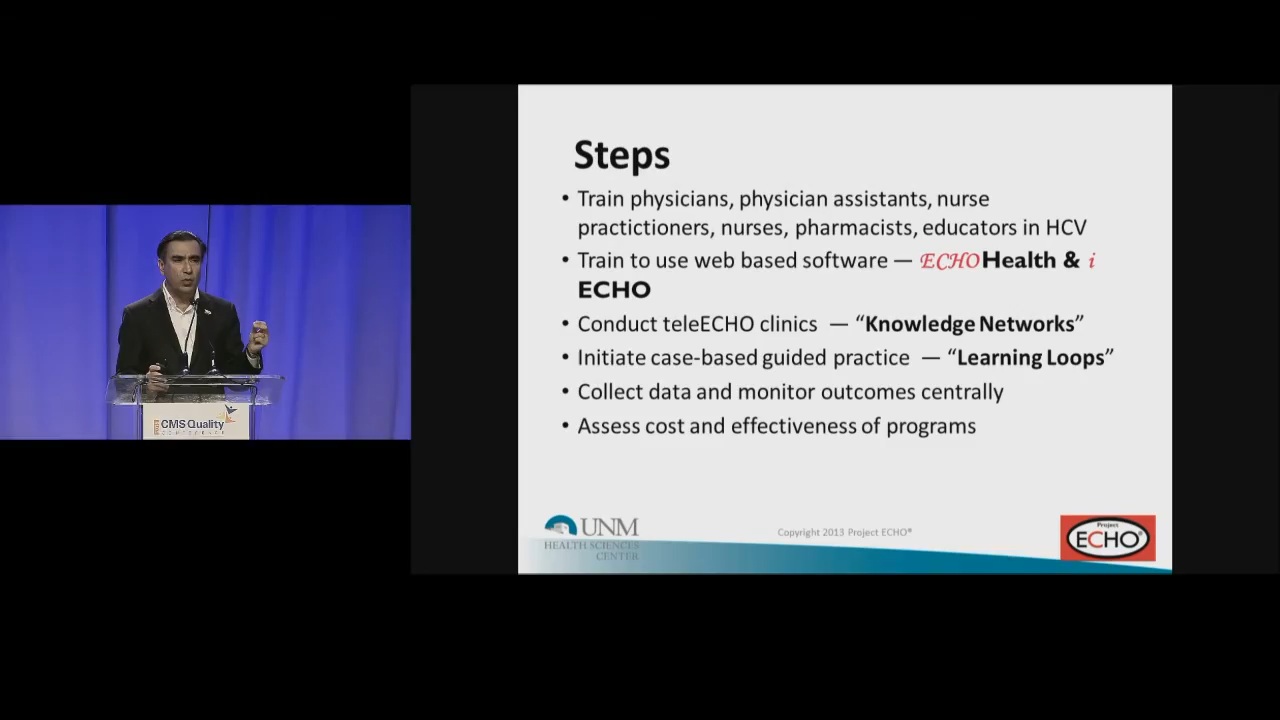 Steps
• Train physicians, physician assistants, nurse
practictioners, nurses, pharmacists, educators in HCV
• Train to use web based software — ECHOHealth & i
ECHO
• Conduct teleECHO clinics — “Knowledge Networks”
• Initiate case-based guided practice — “Learning Loops”
• Collect data and monitor outcomes centrally
• Assess cost and effectiveness of programs
UNM
HEALTH SCIENCES
CENTER
Copyright 2013 Project ECHO®
Project
ECHO®
CMS Quality
CONFERENCE